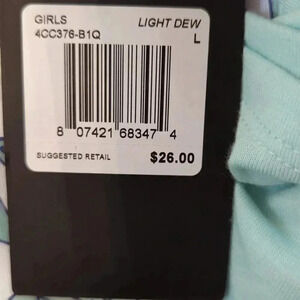 GIRLS LIGHT DEW
4CC376-B1Q L
8 07421 68347 4
SUGGESTED RETAIL $26.00